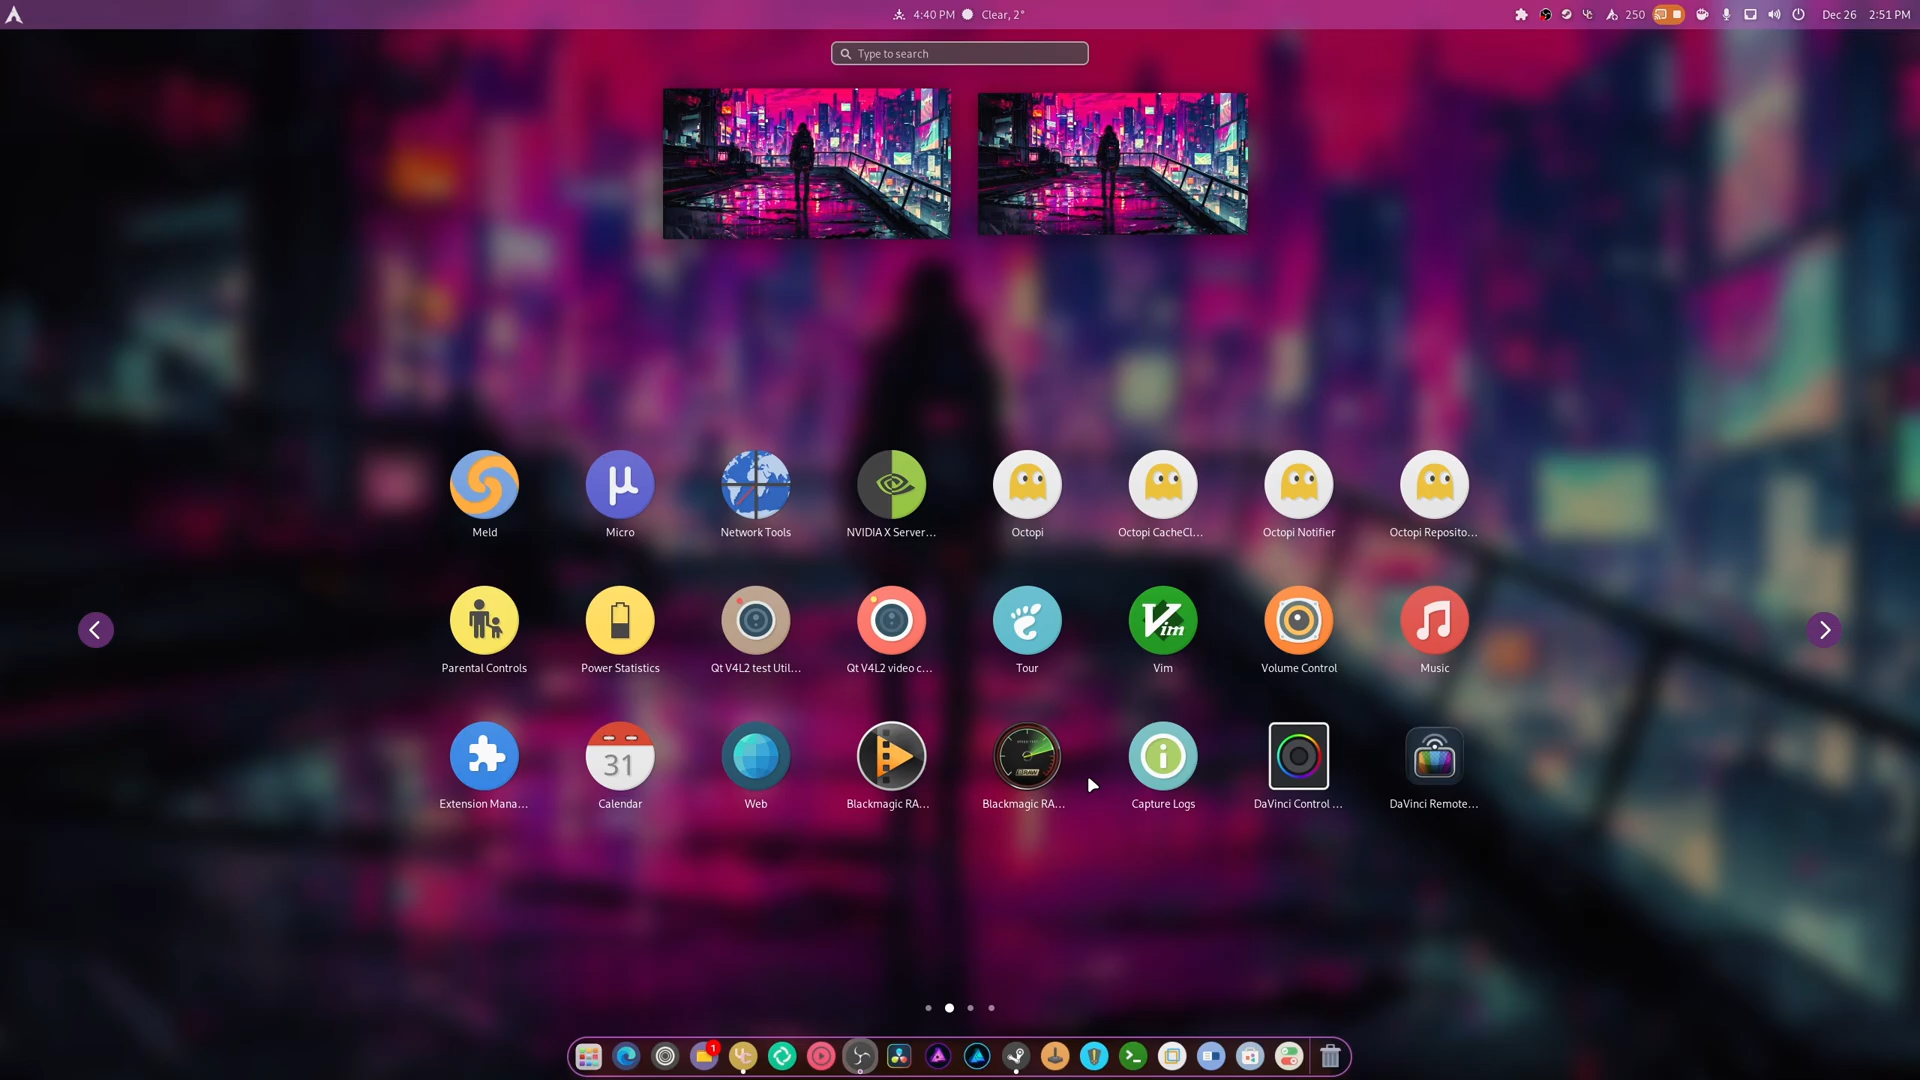 4:40 PM Clear, 2°
250
Dec 26 2:51 PM
Type to search
Meld
Micro
Network Tools
NVIDIA X Server...
Octopi
Octopi CacheCl...
Octopi Notifier
Octopi Reposito...
Parental Controls
Power Statistics
Qt V4L2 test Util...
Qt V4L2 video c...
Tour
Vim
Volume Control
Music
Extension Mana...
31
Calendar
Web
Blackmagic RA...
Blackmagic RA...
Capture Logs
DaVinci Control ...
DaVinci Remote...
1